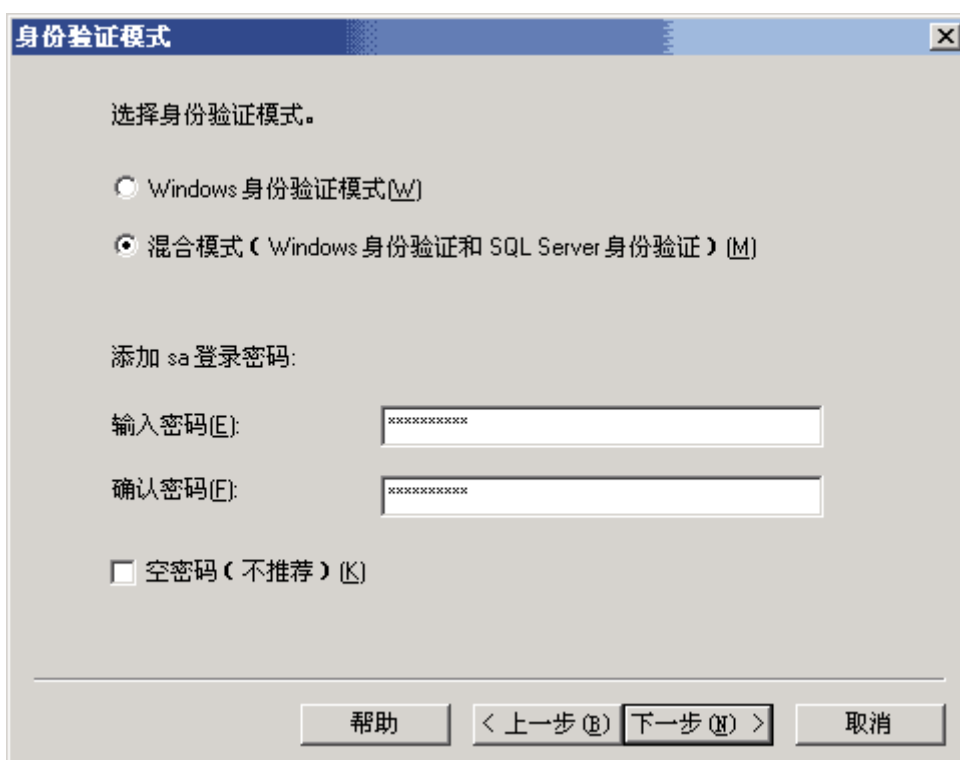 身份验证模式
选择身份验证模式。
Windows 身份验证模式(W)
混合模式（Windows 身份验证和 SQL Server 身份验证）(M)
添加 sa 登录密码:
输入密码(E): **********
确认密码(F): **********
空密码（不推荐）(K)
帮助 < 上一步(B) 下一步(N) > 取消